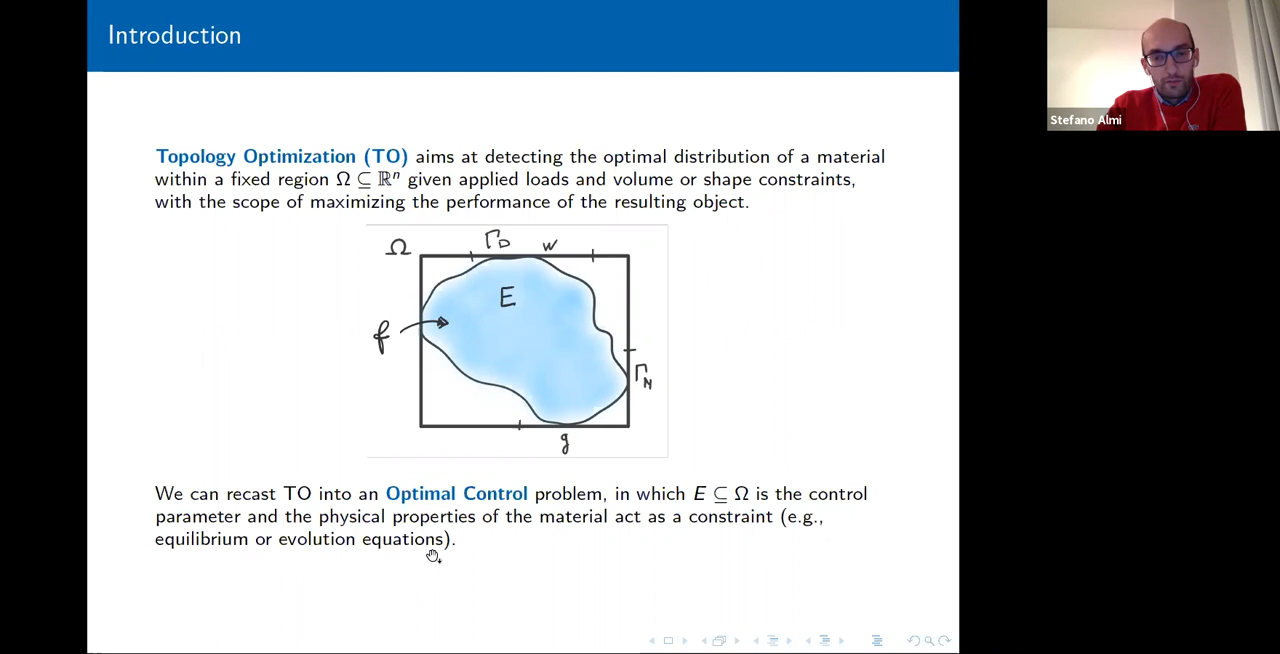 Introduction
Stefano Almi
Topology Optimization (TO) aims at detecting the optimal distribution of a material
within a fixed region Ω ⊆ ℝⁿ given applied loads and volume or shape constraints,
with the scope of maximizing the performance of the resulting object.
Ω Γ_D w
E
f
Γ_N
g
We can recast TO into an Optimal Control problem, in which E ⊆ Ω is the control
parameter and the physical properties of the material act as a constraint (e.g.,
equilibrium or evolution equations).